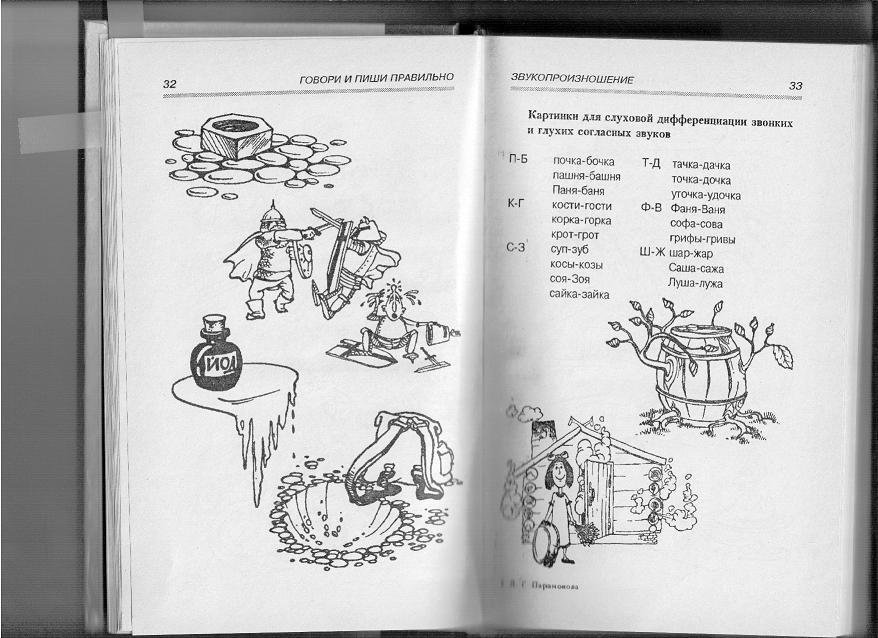 32
ГОВОРИ И ПИШИ ПРАВИЛЬНО
ЙОД
ЗВУКОПРОИЗНОШЕНИЕ
33
Картинки для слуховой дифференциации звонких
и глухих согласных звуков
П-Б почка-бочка
пашня-башня
Паня-баня
К-Г кости-гости
корка-горка
крот-грот
С-З суп-зуб
косы-козы
соя-Зоя
сайка-зайка
Т-Д тачка-дачка
точка-дочка
уточка-удочка
Ф-В Фаня-Ваня
софа-сова
грифы-гривы
Ш-Ж шар-жар
Саша-сажа
Луша-лужа
Л. Г. Парамонова